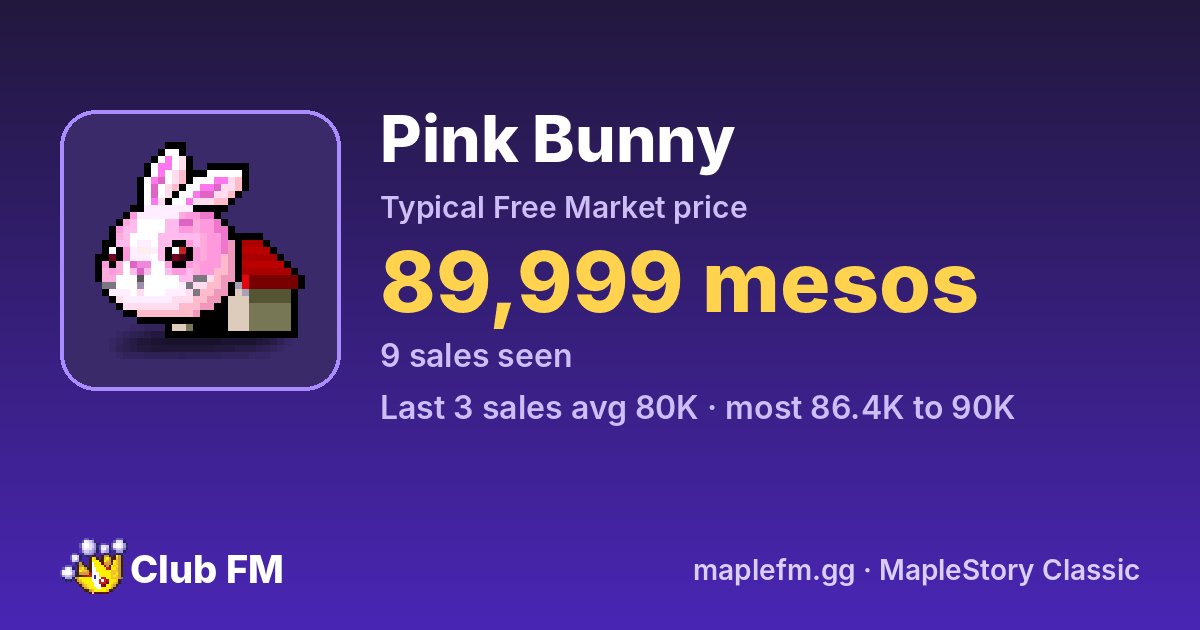 Pink Bunny
Typical Free Market price
89,999 mesos
9 sales seen
Last 3 sales avg 80K · most 86.4K to 90K
Club FM
maplefm.gg · MapleStory Classic